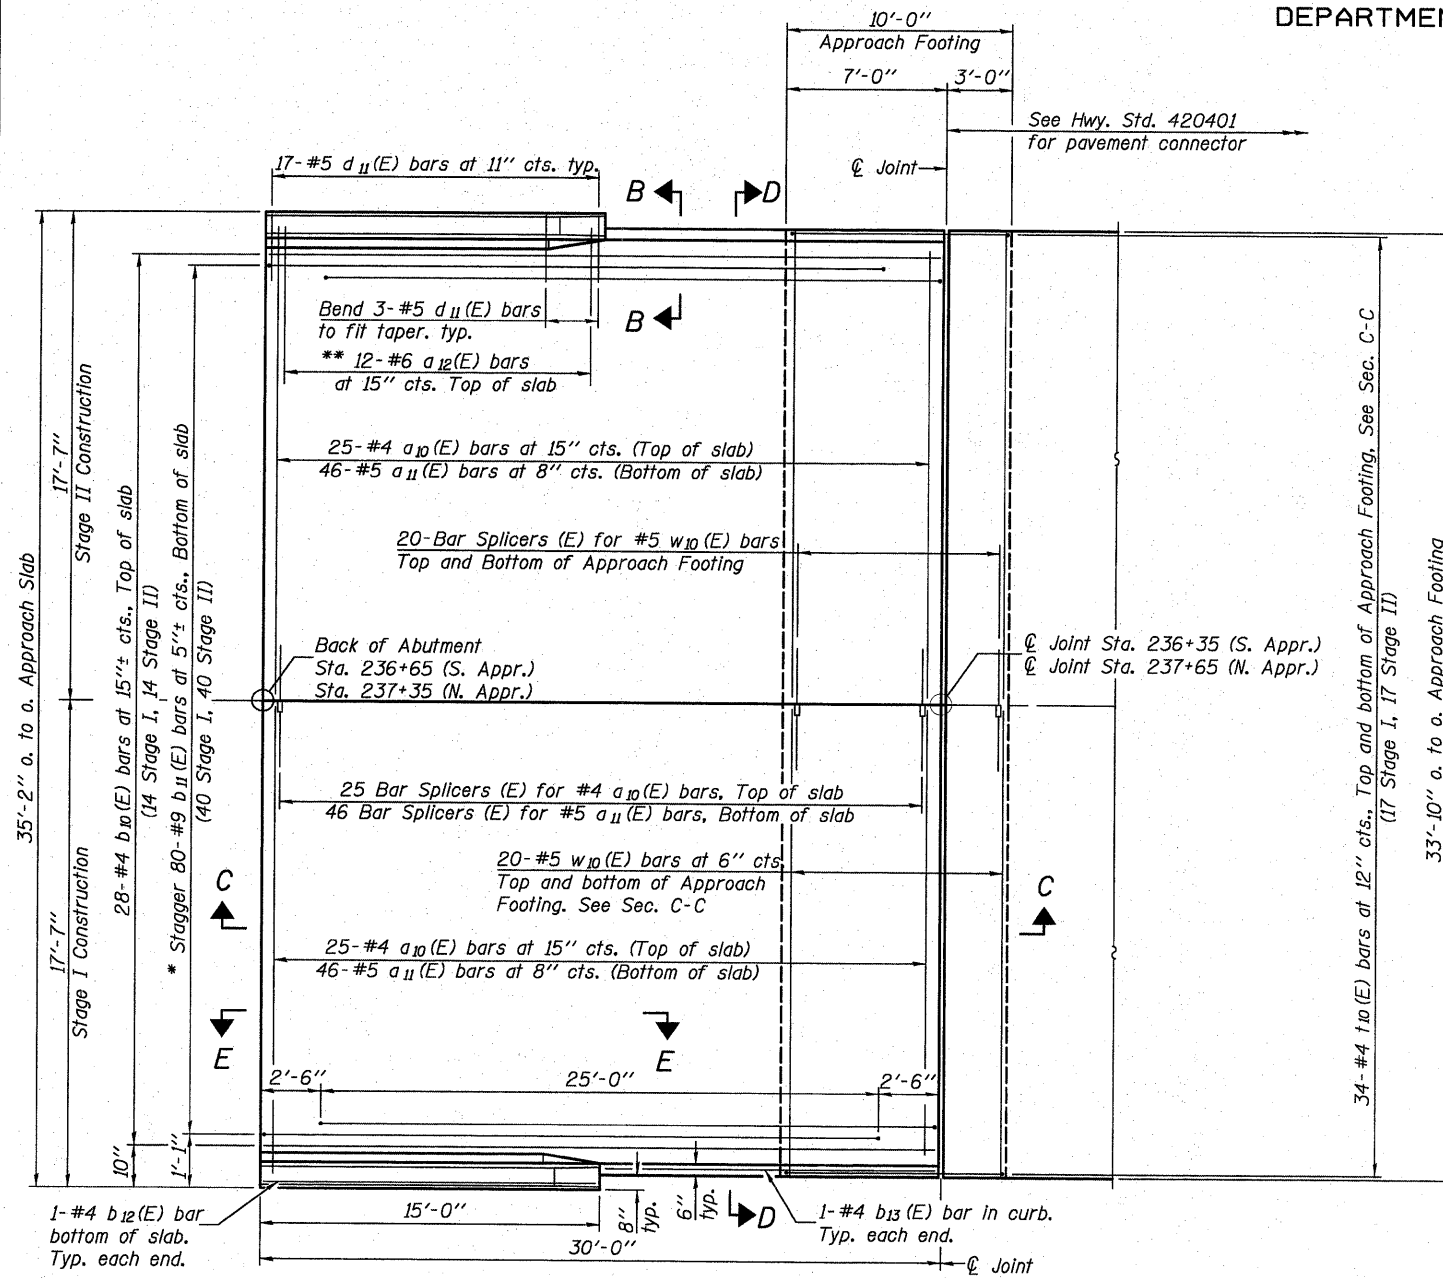 DEPARTMEN
10'-0"
Approach Footing
7'-0"
3'-0"
See Hwy. Std. 420401
for pavement connector
℄ Joint
17-#5 d11(E) bars at 11" cts. typ.
B
D
Bend 3-#5 d11(E) bars
to fit taper. typ.
B
** 12-#6 a12(E) bars
at 15" cts. Top of slab
25-#4 a10(E) bars at 15" cts. (Top of slab)
46-#5 a11(E) bars at 8" cts. (Bottom of slab)
20-Bar Splicers (E) for #5 w10(E) bars
Top and Bottom of Approach Footing
Back of Abutment
Sta. 236+65 (S. Appr.)
Sta. 237+35 (N. Appr.)
℄ Joint Sta. 236+35 (S. Appr.)
℄ Joint Sta. 237+65 (N. Appr.)
35'-2" o. to o. Approach Slab
17'-7"
Stage II Construction
17'-7"
Stage I Construction
28-#4 b10(E) bars at 15"± cts., Top of slab
(14 Stage I, 14 Stage II)
* Stagger 80-#9 b11(E) bars at 5"± cts., Bottom of slab
(40 Stage I, 40 Stage II)
34-#4 t10(E) bars at 12" cts., Top and bottom of Approach Footing, See Sec. C-C
(17 Stage I, 17 Stage II)
33'-10" o. to o. Approach Footing
25 Bar Splicers (E) for #4 a10(E) bars, Top of slab
46 Bar Splicers (E) for #5 a11(E) bars, Bottom of slab
20-#5 w10(E) bars at 6" cts
Top and bottom of Approach
Footing. See Sec. C-C
C
C
25-#4 a10(E) bars at 15" cts. (Top of slab)
46-#5 a11(E) bars at 8" cts. (Bottom of slab)
E
E
2'-6"
25'-0"
2'-6"
10"
1'-1"
1-#4 b12(E) bar
bottom of slab.
Typ. each end.
15'-0"
8"
typ.
6"
typ.
D
1-#4 b13(E) bar in curb.
Typ. each end.
30'-0"
℄ Joint